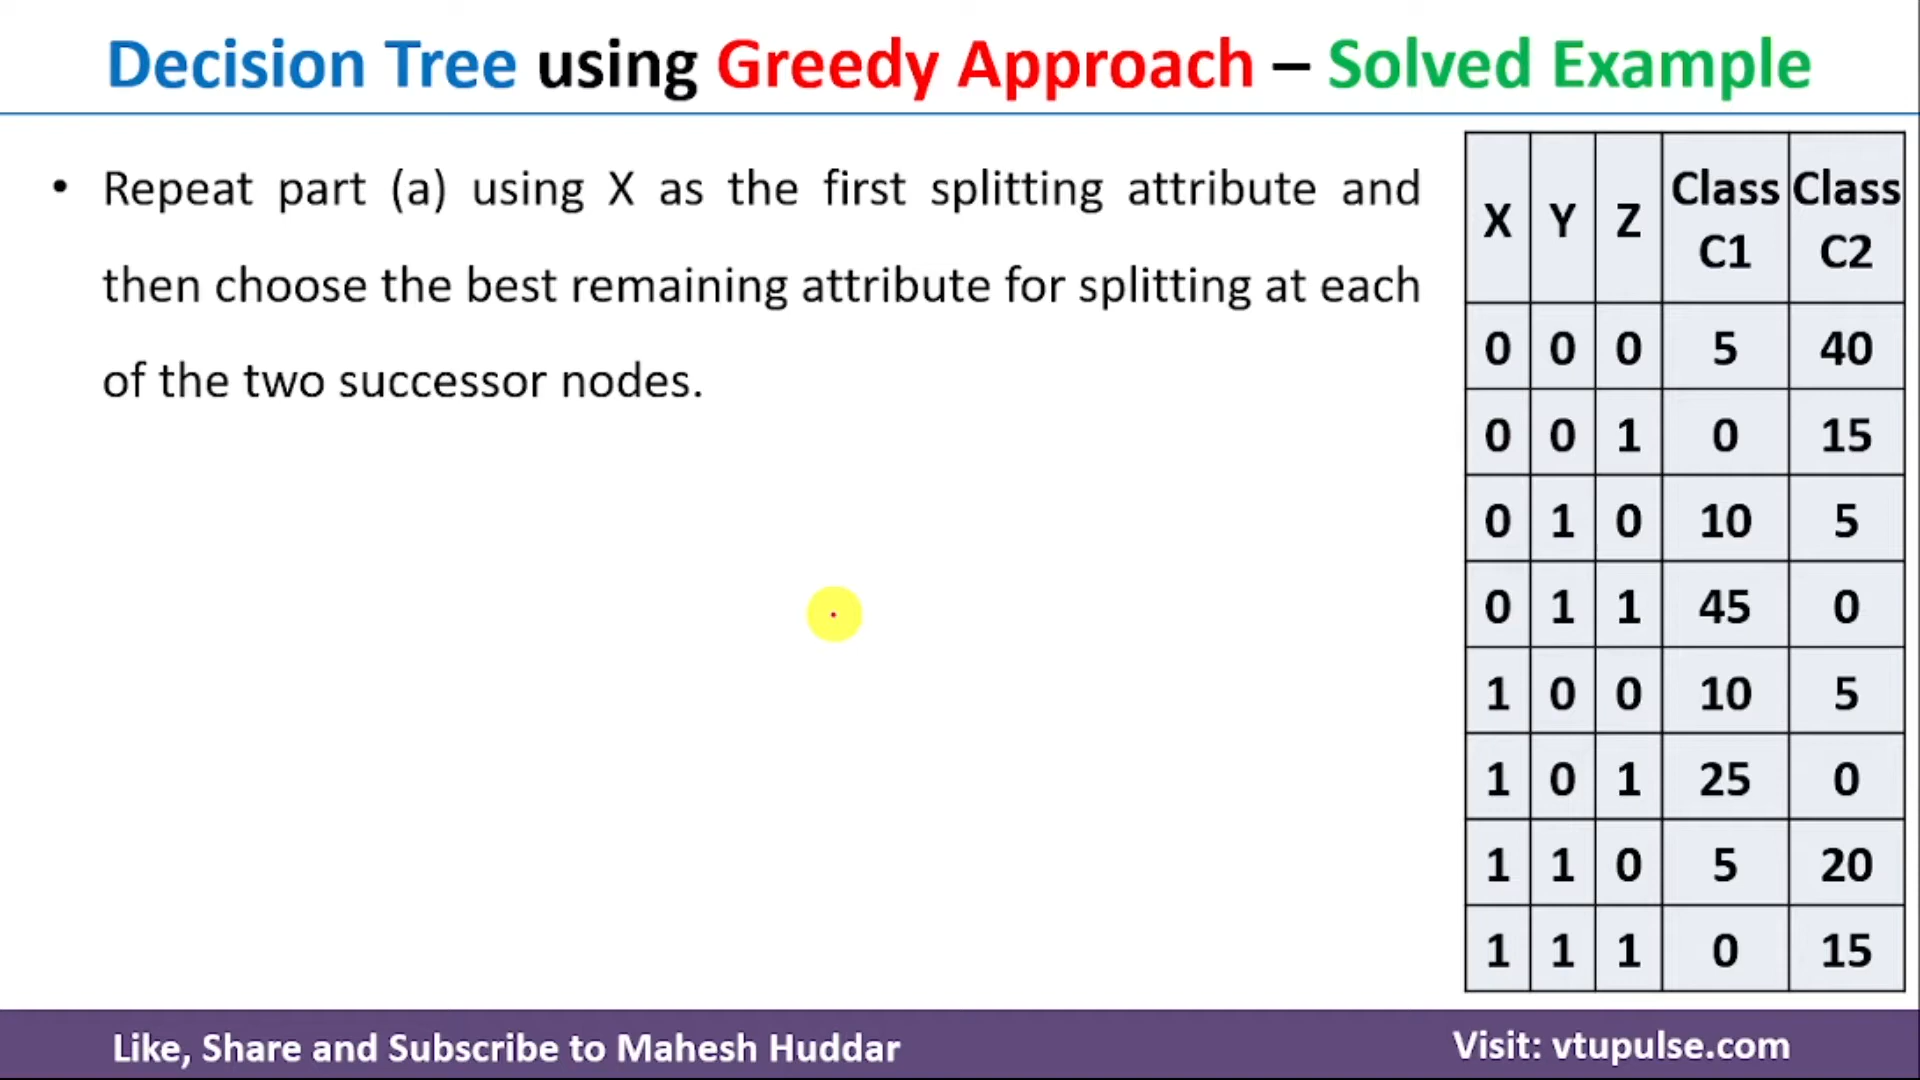 Decision Tree using Greedy Approach – Solved Example
• Repeat part (a) using X as the first splitting attribute and
then choose the best remaining attribute for splitting at each
of the two successor nodes.
X Y Z Class C1 Class C2
0 0 0 5 40
0 0 1 0 15
0 1 0 10 5
0 1 1 45 0
1 0 0 10 5
1 0 1 25 0
1 1 0 5 20
1 1 1 0 15
Like, Share and Subscribe to Mahesh Huddar
Visit: vtupulse.com